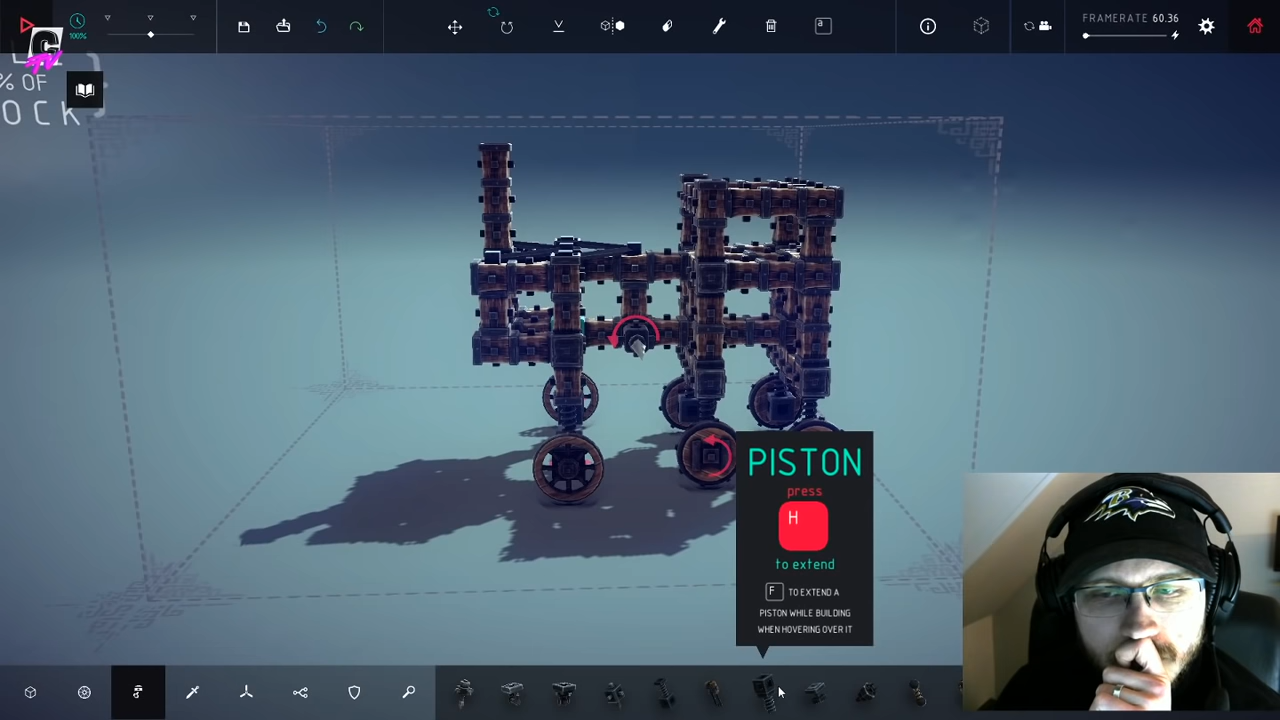 100%
a
FRAMERATE 60.36
% OF
OCK
PISTON
press
H
to extend
F TO EXTEND A
PISTON WHILE BUILDING
WHEN HOVERING OVER IT